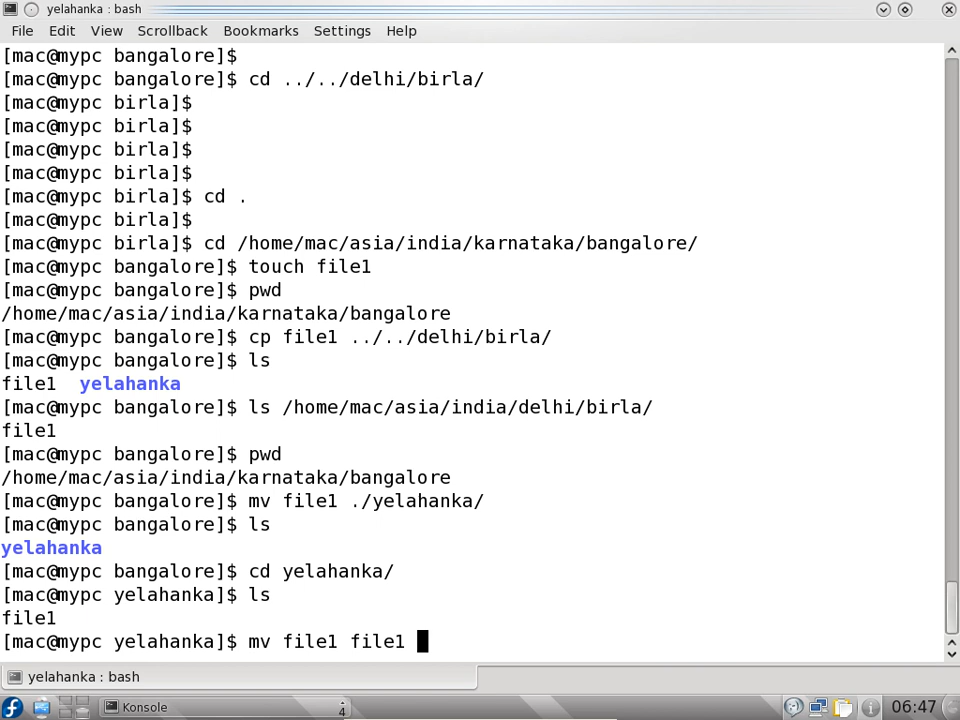 yelahanka : bash
File Edit View Scrollback Bookmarks Settings Help
[mac@mypc bangalore]$
[mac@mypc bangalore]$ cd ../../delhi/birla/
[mac@mypc birla]$
[mac@mypc birla]$
[mac@mypc birla]$
[mac@mypc birla]$
[mac@mypc birla]$ cd .
[mac@mypc birla]$
[mac@mypc birla]$ cd /home/mac/asia/india/karnataka/bangalore/
[mac@mypc bangalore]$ touch file1
[mac@mypc bangalore]$ pwd
/home/mac/asia/india/karnataka/bangalore
[mac@mypc bangalore]$ cp file1 ../../delhi/birla/
[mac@mypc bangalore]$ ls
file1  yelahanka
[mac@mypc bangalore]$ ls /home/mac/asia/india/delhi/birla/
file1
[mac@mypc bangalore]$ pwd
/home/mac/asia/india/karnataka/bangalore
[mac@mypc bangalore]$ mv file1 ./yelahanka/
[mac@mypc bangalore]$ ls
yelahanka
[mac@mypc bangalore]$ cd yelahanka/
[mac@mypc yelahanka]$ ls
file1
[mac@mypc yelahanka]$ mv file1 file1
yelahanka : bash
Konsole 4 06:47